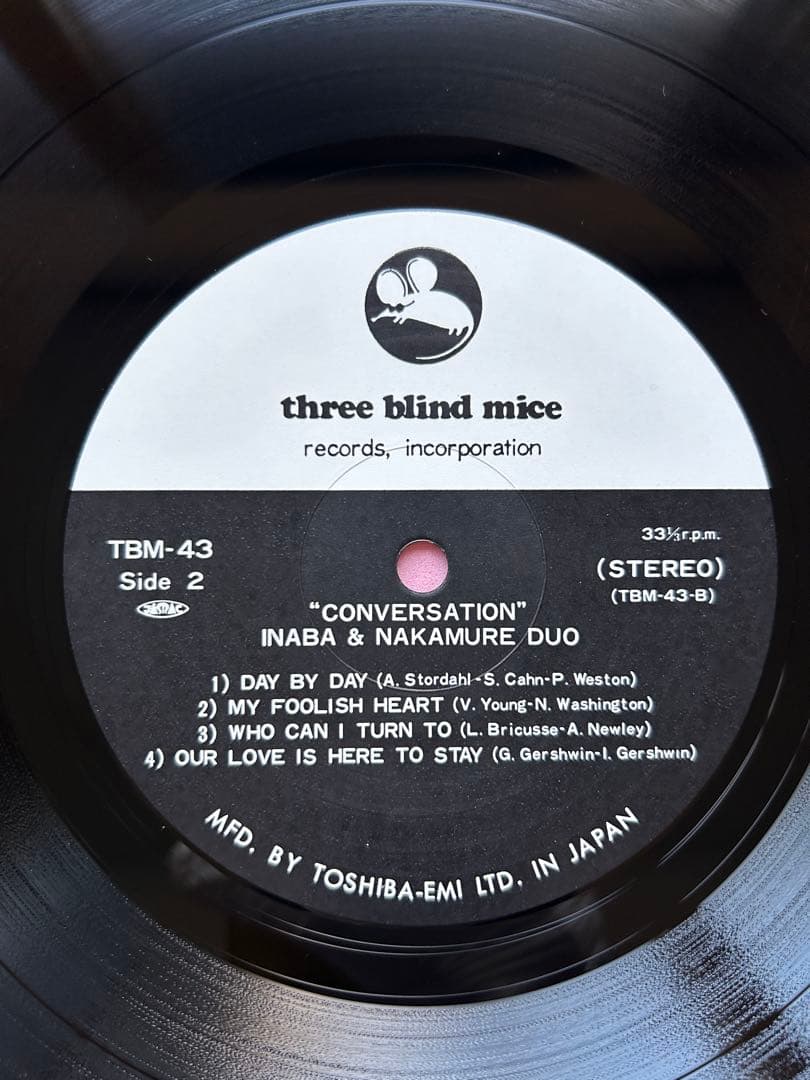 three blind mice
records, incorporation
33⅓r.p.m.
TBM-43
(STEREO)
Side 2
(TBM-43-B)
JASRAC
"CONVERSATION"
INABA & NAKAMURE DUO
1) DAY BY DAY (A. Stordahl-S. Cahn-P. Weston)
2) MY FOOLISH HEART (V. Young-N. Washington)
3) WHO CAN I TURN TO (L. Bricusse-A. Newley)
4) OUR LOVE IS HERE TO STAY (G. Gershwin-I. Gershwin)
MFD. BY TOSHIBA-EMI LTD. IN JAPAN